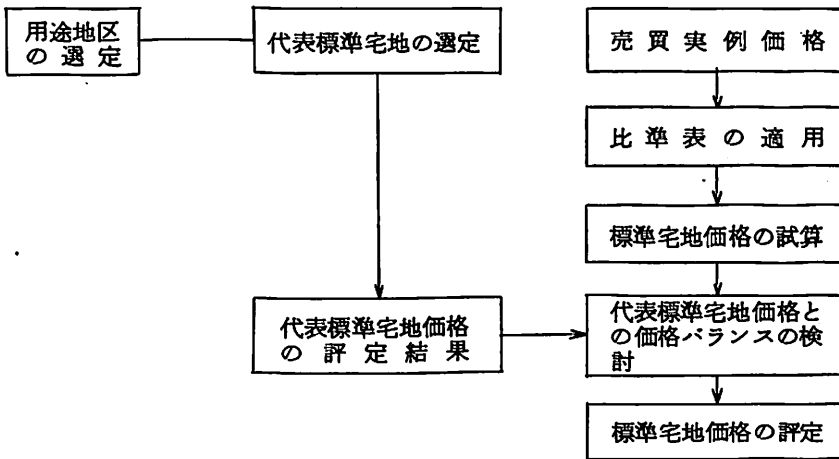 用途地区
の選定
代表標準宅地の選定
売買実例価格
比準表の適用
標準宅地価格の試算
代表標準宅地価格
の評定結果
代表標準宅地価格と
の価格バランスの検
討
標準宅地価格の評定